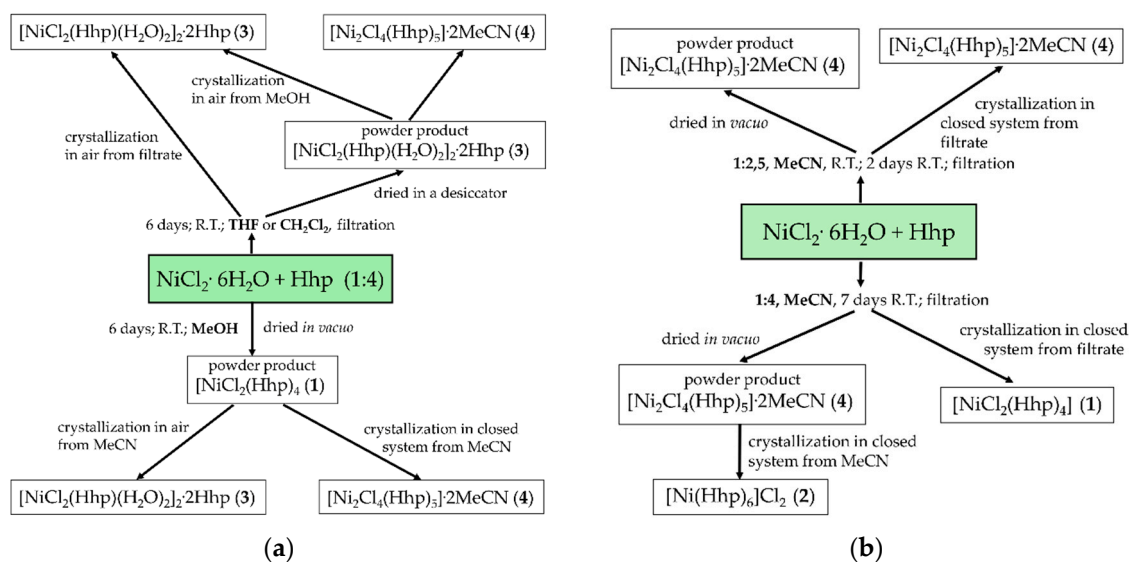 [NiCl₂(Hhp)(H₂O)₂]₂·2Hhp (3)
[Ni₂Cl₄(Hhp)₅]·2MeCN (4)
crystallization
in air from MeOH
crystallization
in air from filtrate
powder product
[NiCl₂(Hhp)(H₂O)₂]₂·2Hhp (3)
dried in a desiccator
6 days; R.T.; THF or CH₂Cl₂, filtration
NiCl₂· 6H₂O + Hhp (1:4)
6 days; R.T.; MeOH
dried in vacuo
powder product
[NiCl₂(Hhp)₄ (1)
crystallization in air
from MeCN
crystallization in closed
system from MeCN
[NiCl₂(Hhp)(H₂O)₂]₂·2Hhp (3)
[Ni₂Cl₄(Hhp)₅]·2MeCN (4)
(a)
powder product
[Ni₂Cl₄(Hhp)₅]·2MeCN (4)
[Ni₂Cl₄(Hhp)₅]·2MeCN (4)
dried in vacuo
crystallization in
closed system from
filtrate
1:2,5, MeCN, R.T.; 2 days R.T.; filtration
NiCl₂· 6H₂O + Hhp
1:4, MeCN, 7 days R.T.; filtration
dried in vacuo
crystallization in closed
system from filtrate
powder product
[Ni₂Cl₄(Hhp)₅]·2MeCN (4)
[NiCl₂(Hhp)₄] (1)
crystallization in closed
system from MeCN
[Ni(Hhp)₆]Cl₂ (2)
(b)